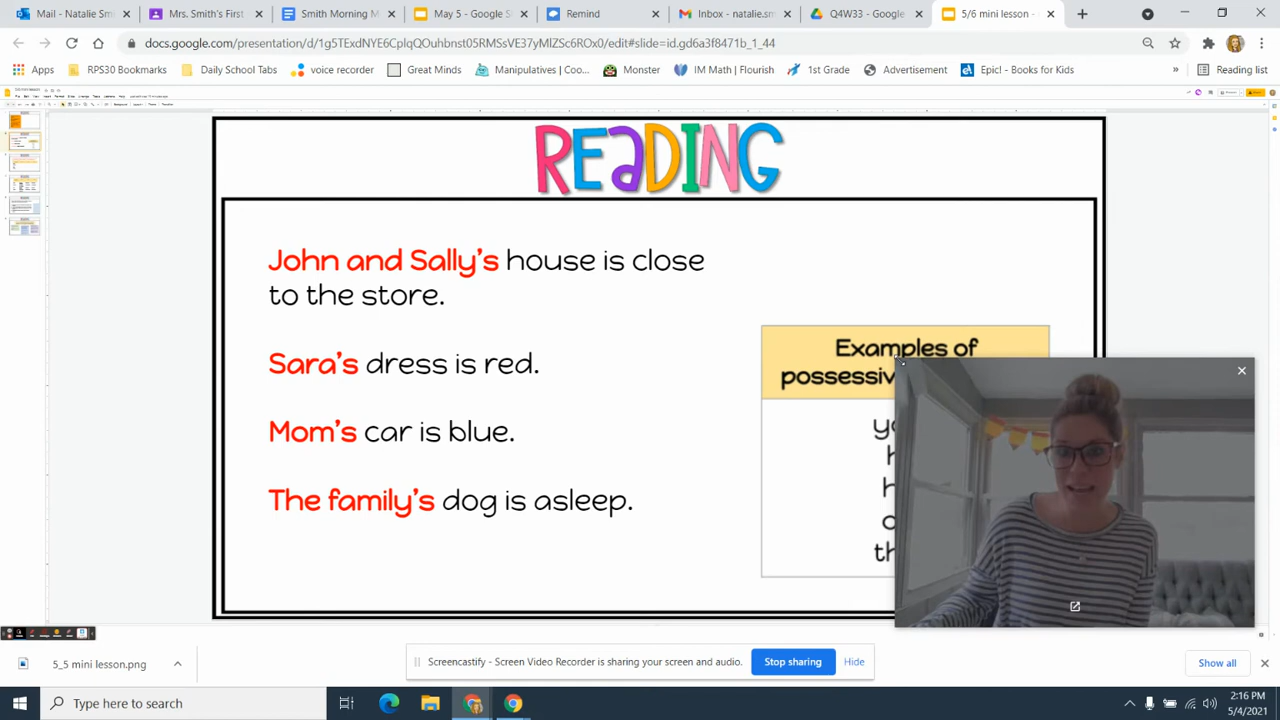 Mail - Natalie Smi
Mrs. Smith's First
Smith Morning M
May 5 - Google S
Remind
Inbox - natalie.sm
Q4W33 - Google
5/6 mini lesson -
docs.google.com/presentation/d/1g5TExdNYE6CplqQOuhbnst05RMSsVE37yMlZSc6ROx0/edit#slide=id.gd6a3f8471b_1_44
Apps
RPS30 Bookmarks
Daily School Tabs
voice recorder
Great Minds
Manipulatives | Coo...
Monster
IM Math | Flourish
1st Grade
Advertisement
Epic! - Books for Kids
»
Reading list
READING
John and Sally's house is close
to the store.
Sara's dress is red.
Mom's car is blue.
The family's dog is asleep.
Examples of
possessiv
5_5 mini lesson.png
Screencastify - Screen Video Recorder is sharing your screen and audio.
Stop sharing
Hide
Show all
Type here to search
2:16 PM
5/4/2021